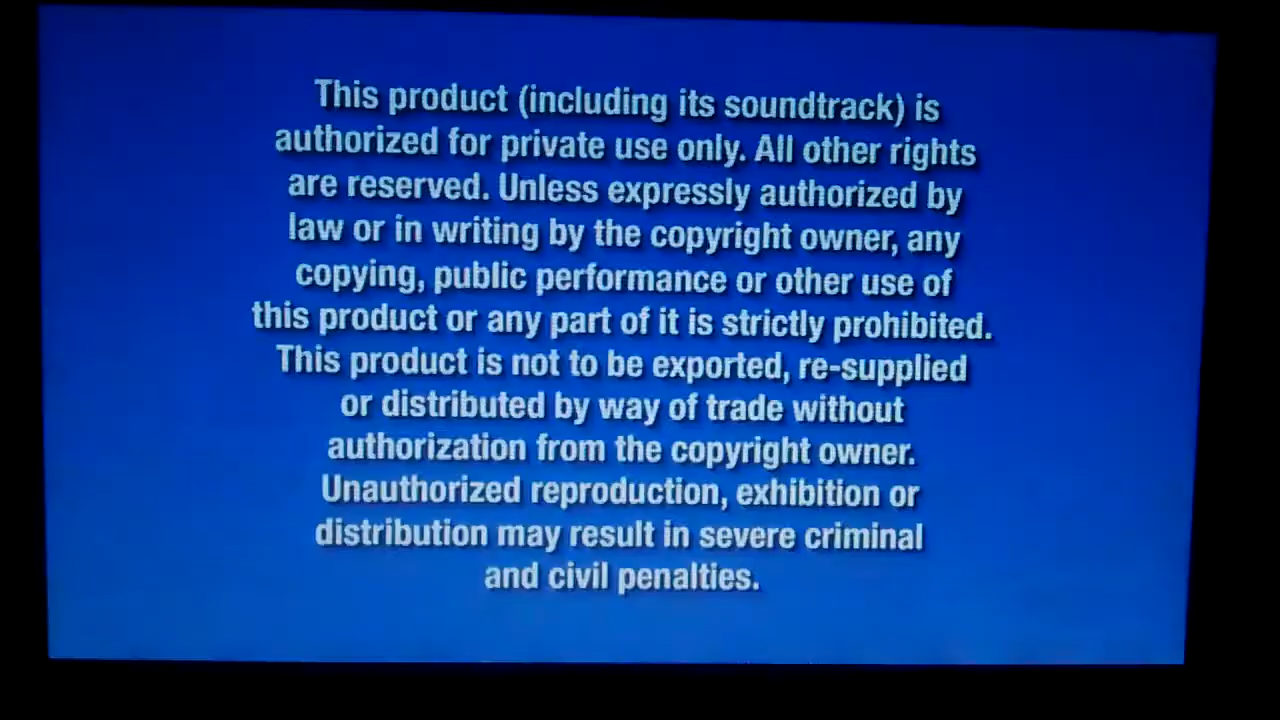 This product (including its soundtrack) is
authorized for private use only. All other rights
are reserved. Unless expressly authorized by
law or in writing by the copyright owner, any
copying, public performance or other use of
this product or any part of it is strictly prohibited.
This product is not to be exported, re-supplied
or distributed by way of trade without
authorization from the copyright owner.
Unauthorized reproduction, exhibition or
distribution may result in severe criminal
and civil penalties.